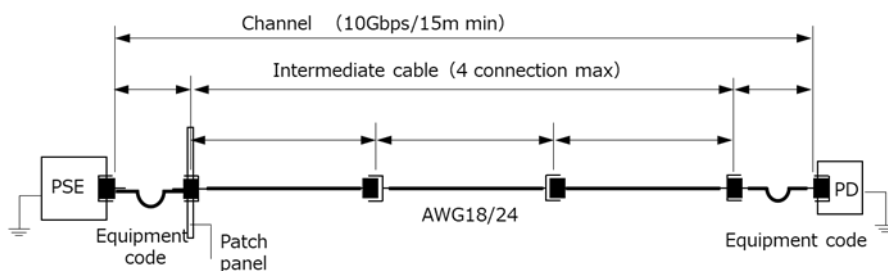 Channel (10Gbps/15m min)
Intermediate cable (4 connection max)
PSE
PD
AWG18/24
Equipment
code
Patch
panel
Equipment code